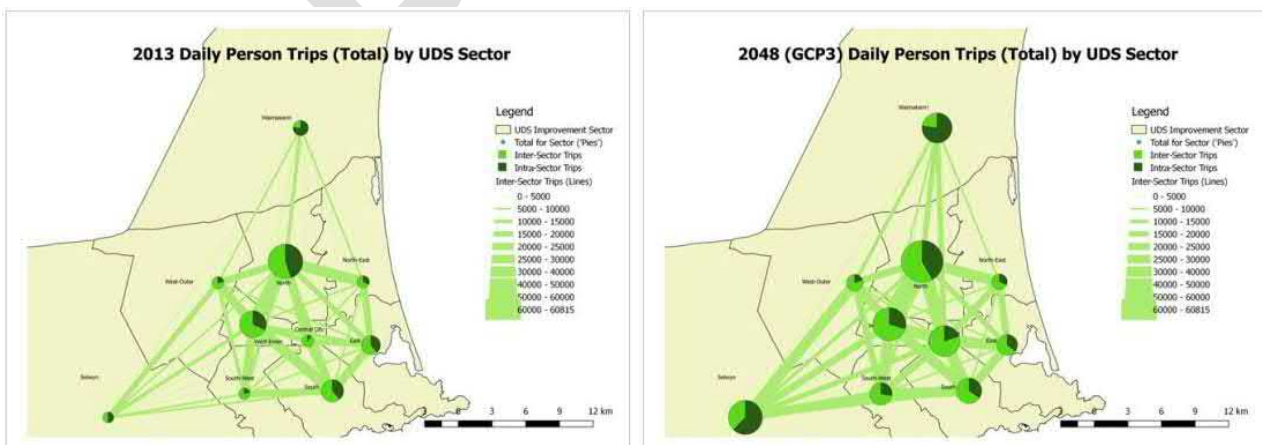 2013 Daily Person Trips (Total) by UDS Sector
Waimakariri
Legend
UDS Improvement Sector
Total for Sector ('Pies')
Inter-Sector Trips
Intra-Sector Trips
Inter-Sector Trips (Lines)
0 - 5000
5000 - 10000
10000 - 15000
15000 - 20000
20000 - 25000
25000 - 30000
30000 - 40000
40000 - 50000
50000 - 60000
60000 - 60815
North-East
West-Outer
North
Central City
West-Inner
East
South-West
South
Selwyn
3 0 3 6 9 12 km
2048 (GCP3) Daily Person Trips (Total) by UDS Sector
Waimakariri
Legend
UDS Improvement Sector
Total for Sector ('Pies')
Inter-Sector Trips
Intra-Sector Trips
Inter-Sector Trips (Lines)
0 - 5000
5000 - 10000
10000 - 15000
15000 - 20000
20000 - 25000
25000 - 30000
30000 - 40000
40000 - 50000
50000 - 60000
60000 - 60815
North-East
West-Outer
North
East
South-West
South
Selwyn
3 0 3 6 9 12 km